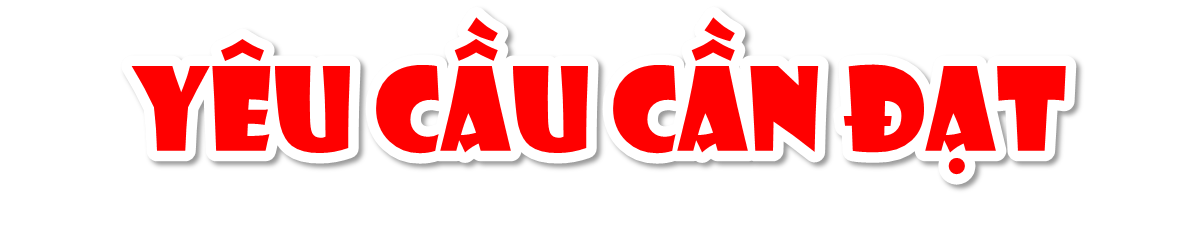 YÊU CẦU CẦN ĐẠT